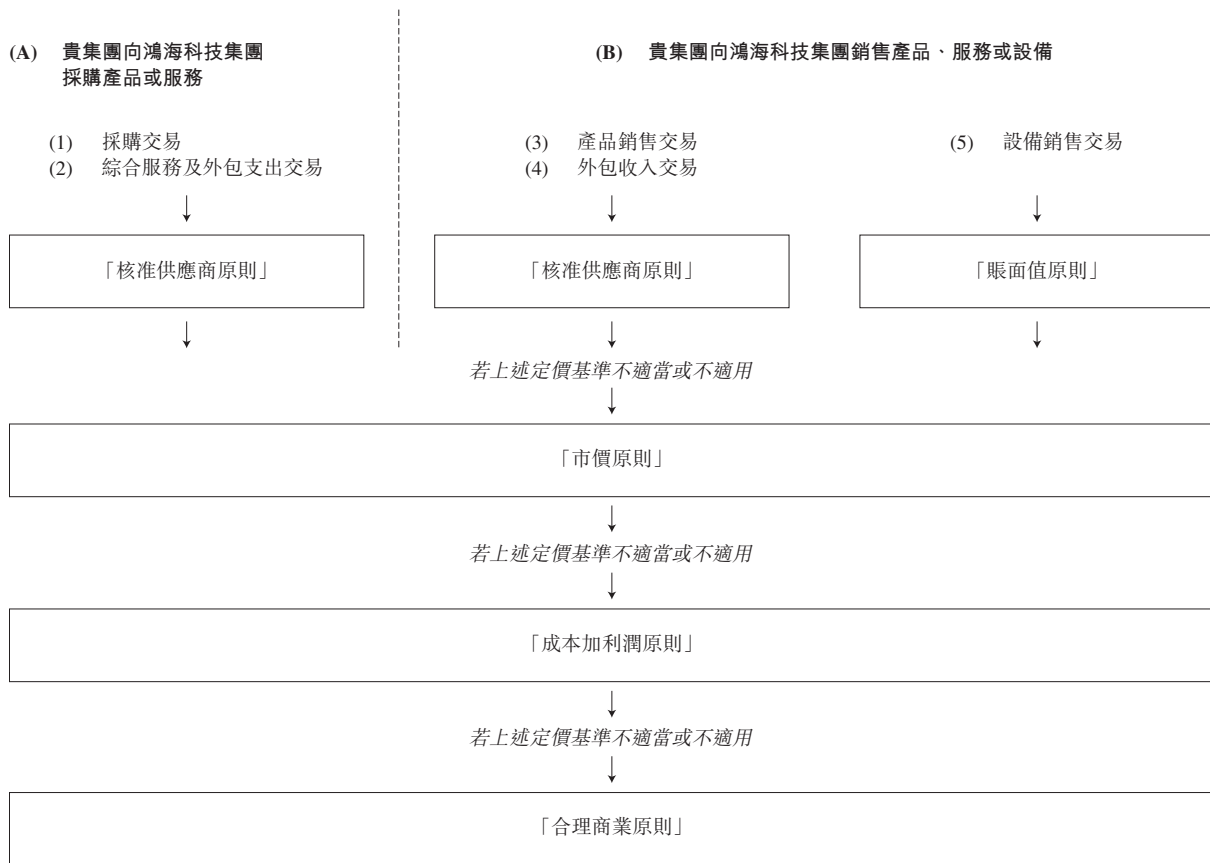 (A) 貴集團向鴻海科技集團
採購產品或服務
(B) 貴集團向鴻海科技集團銷售產品、服務或設備
(1) 採購交易
(2) 綜合服務及外包支出交易
(3) 產品銷售交易
(4) 外包收入交易
(5) 設備銷售交易
「核准供應商原則」
「核准供應商原則」
「賬面值原則」
若上述定價基準不適當或不適用
「市價原則」
若上述定價基準不適當或不適用
「成本加利潤原則」
若上述定價基準不適當或不適用
「合理商業原則」